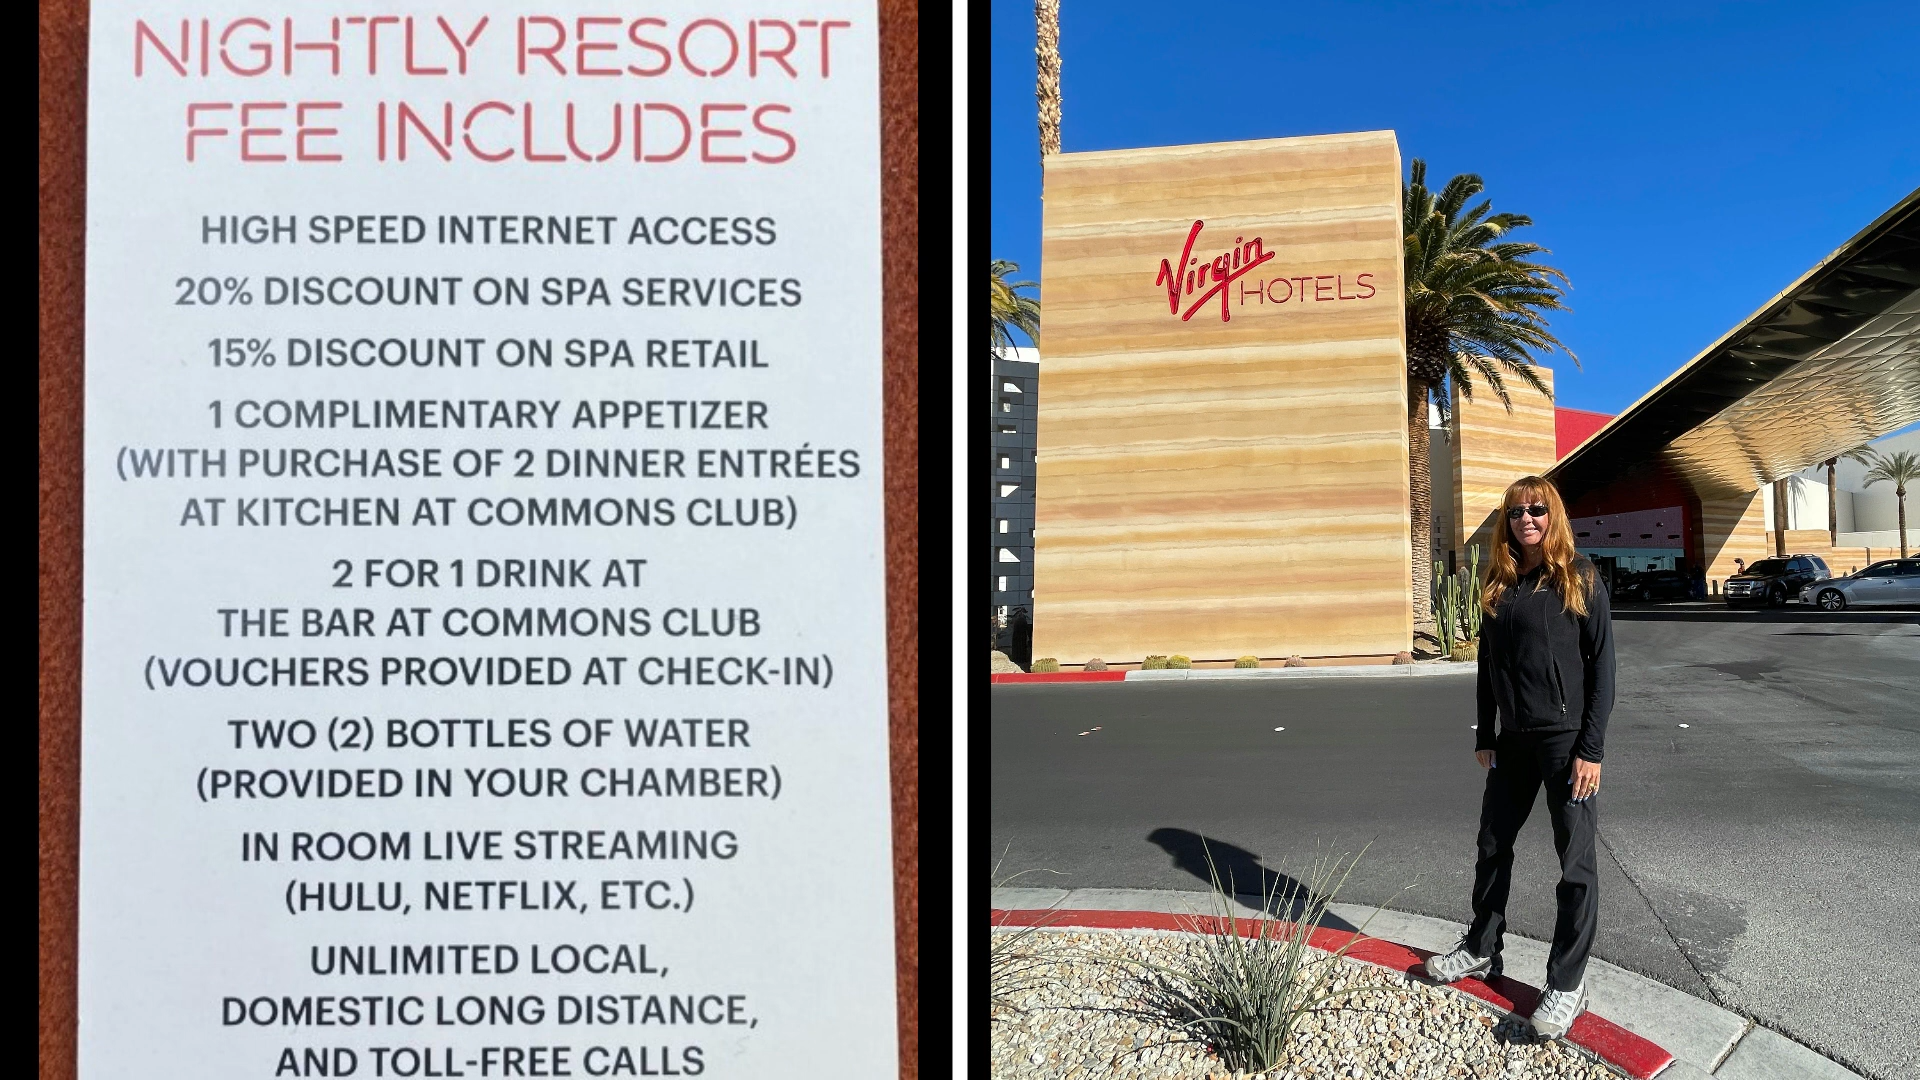 NIGHTLY RESORT
FEE INCLUDES
HIGH SPEED INTERNET ACCESS
20% DISCOUNT ON SPA SERVICES
15% DISCOUNT ON SPA RETAIL
1 COMPLIMENTARY APPETIZER
(WITH PURCHASE OF 2 DINNER ENTRÉES
AT KITCHEN AT COMMONS CLUB)
2 FOR 1 DRINK AT
THE BAR AT COMMONS CLUB
(VOUCHERS PROVIDED AT CHECK-IN)
TWO (2) BOTTLES OF WATER
(PROVIDED IN YOUR CHAMBER)
IN ROOM LIVE STREAMING
(HULU, NETFLIX, ETC.)
UNLIMITED LOCAL,
DOMESTIC LONG DISTANCE,
AND TOLL-FREE CALLS
Virgin HOTELS